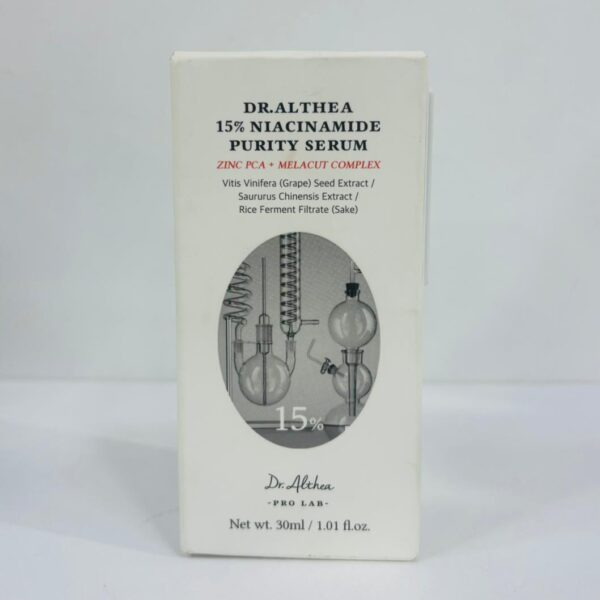 DR.ALTHEA
15% NIACINAMIDE
PURITY SERUM
ZINC PCA + MELACUT COMPLEX
Vitis Vinifera (Grape) Seed Extract /
Saururus Chinensis Extract /
Rice Ferment Filtrate (Sake)
15%
Dr.Althea
-PRO LAB-
Net wt. 30ml / 1.01 fl.oz.